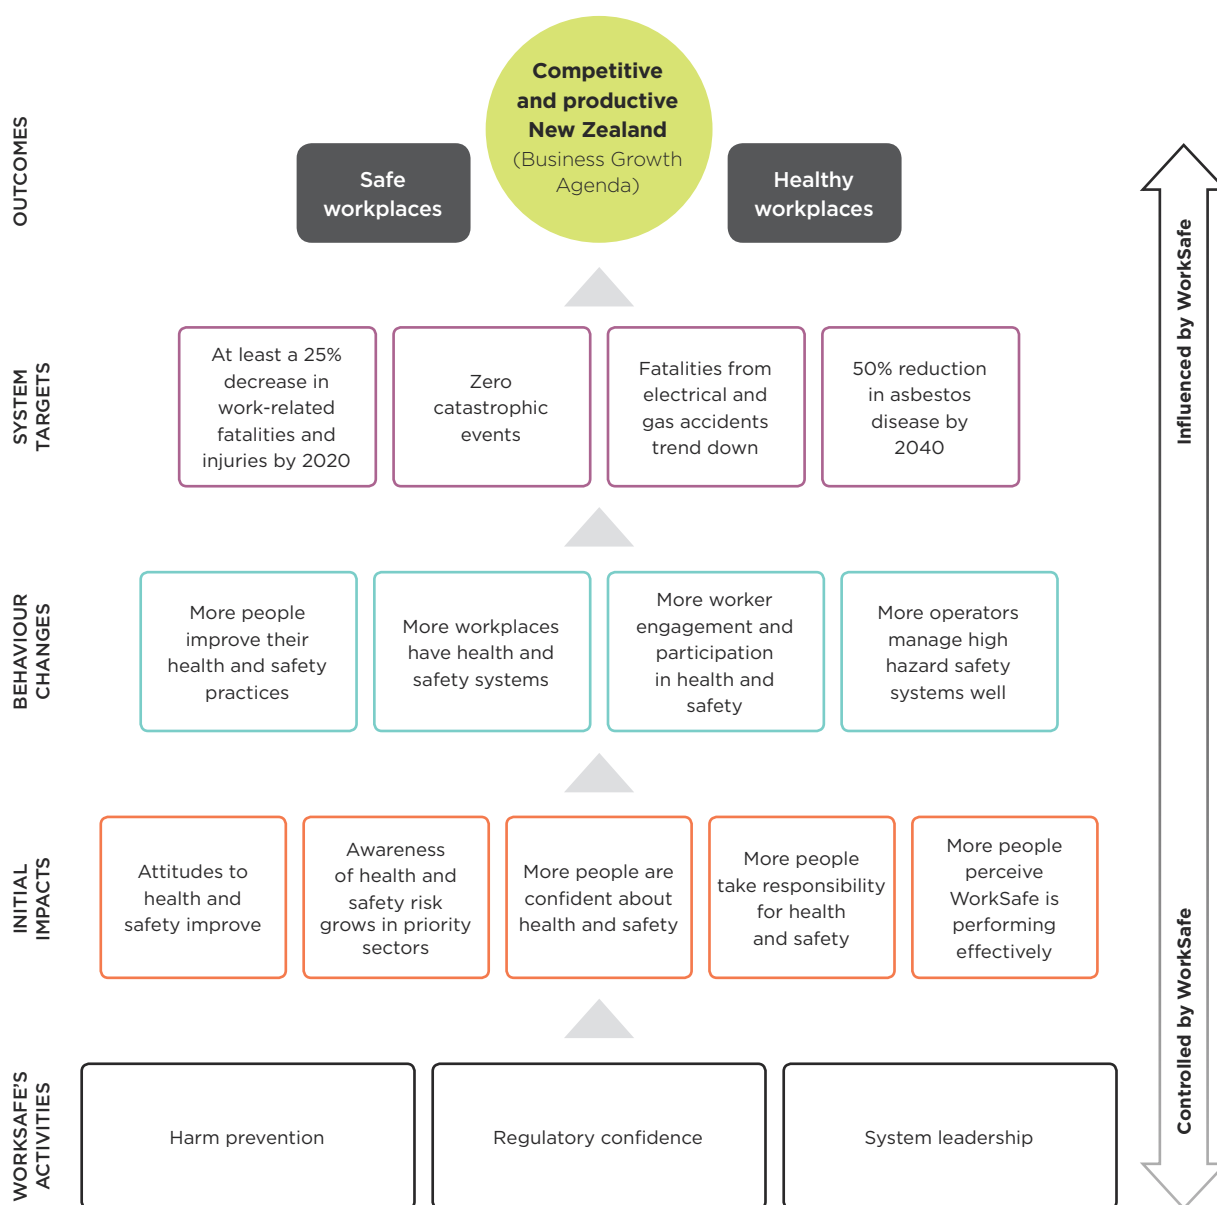 OUTCOMES
Competitive
and productive
New Zealand
(Business Growth
Agenda)
Safe
workplaces
Healthy
workplaces
SYSTEM
TARGETS
At least a 25%
decrease in
work-related
fatalities and
injuries by 2020
Zero
catastrophic
events
Fatalities from
electrical and
gas accidents
trend down
50% reduction
in asbestos
disease by
2040
BEHAVIOUR
CHANGES
More people
improve their
health and safety
practices
More workplaces
have health and
safety systems
More worker
engagement and
participation
in health and
safety
More operators
manage high
hazard safety
systems well
INITIAL
IMPACTS
Attitudes to
health and
safety improve
Awareness
of health and
safety risk
grows in priority
sectors
More people are
confident about
health and safety
More people
take responsibility
for health
and safety
More people
perceive
WorkSafe is
performing
effectively
WORKSAFE'S
ACTIVITIES
Harm prevention
Regulatory confidence
System leadership
Influenced by WorkSafe
Controlled by WorkSafe